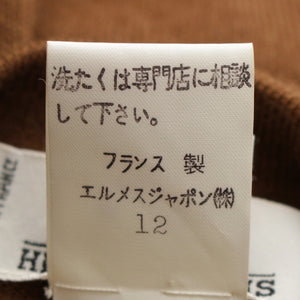 洗たくは専門店に相談
して下さい。
フランス 製
エルメスジャポン㈱
12